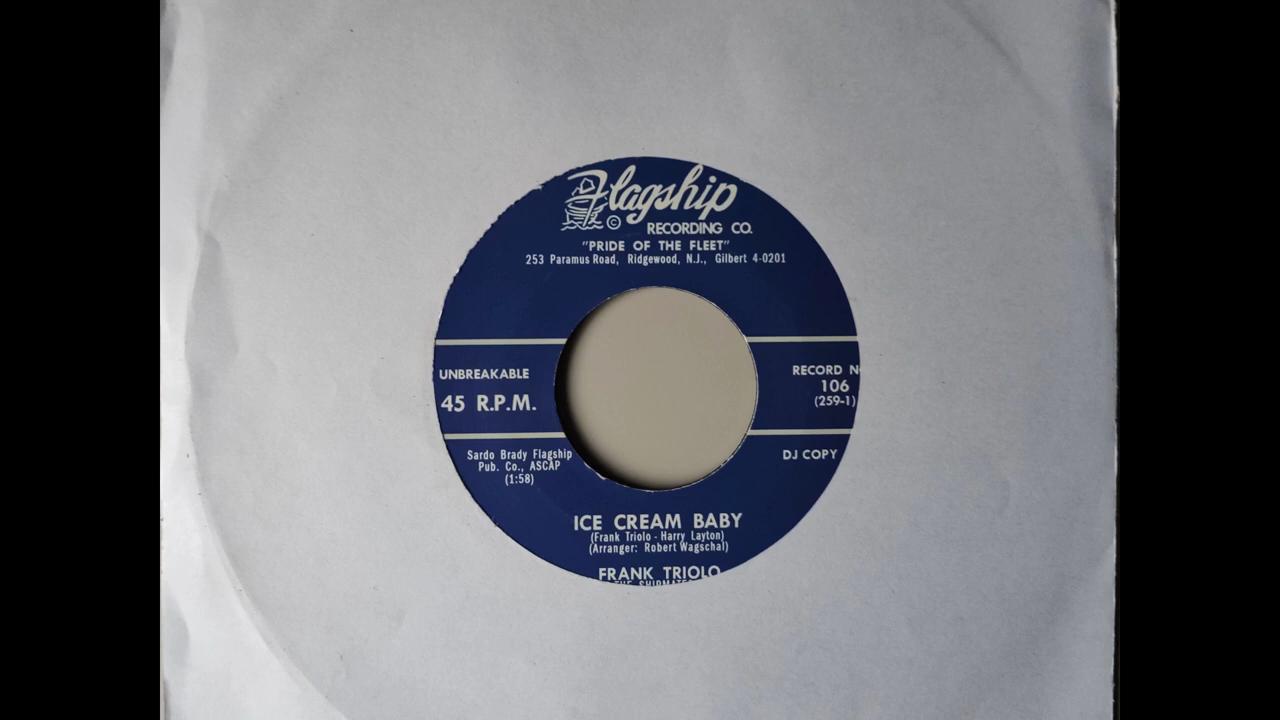 Flagship
©
RECORDING CO.
"PRIDE OF THE FLEET"
253 Paramus Road, Ridgewood, N.J., Gilbert 4-0201
UNBREAKABLE
45 R.P.M.
RECORD N
106
(259-1)
Sardo Brady Flagship
Pub. Co., ASCAP
(1:58)
DJ COPY
ICE CREAM BABY
(Frank Triolo - Harry Layton)
(Arranger: Robert Wagschal)
FRANK TRIOLO